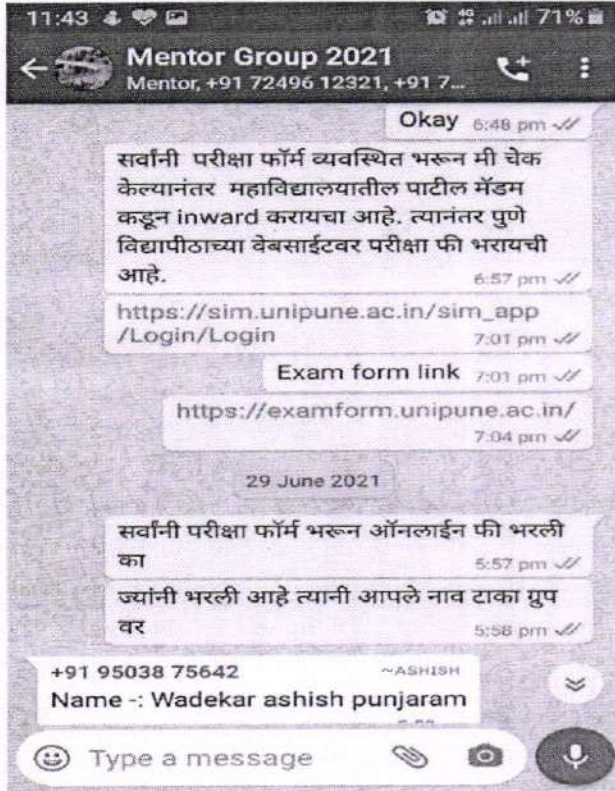 11:43
4G 71%
Mentor Group 2021
Mentor, +91 72496 12321, +91 7...
Okay 6:48 pm
सर्वांनी परीक्षा फॉर्म व्यवस्थित भरून मी चेक
केल्यानंतर महाविद्यालयातील पाटील मॅडम
कडून inward करायचा आहे. त्यानंतर पुणे
विद्यापीठाच्या वेबसाईटवर परीक्षा फी भरायची
आहे. 6:57 pm
https://sim.unipune.ac.in/sim_app
/Login/Login 7:01 pm
Exam form link 7:01 pm
https://examform.unipune.ac.in/
7:04 pm
29 June 2021
सर्वांनी परीक्षा फॉर्म भरून ऑनलाईन फी भरली
का 5:57 pm
ज्यांनी भरली आहे त्यानी आपले नाव टाका ग्रुप
वर 5:58 pm
+91 95038 75642 ~ASHISH
Name -: Wadekar ashish punjaram
Type a message